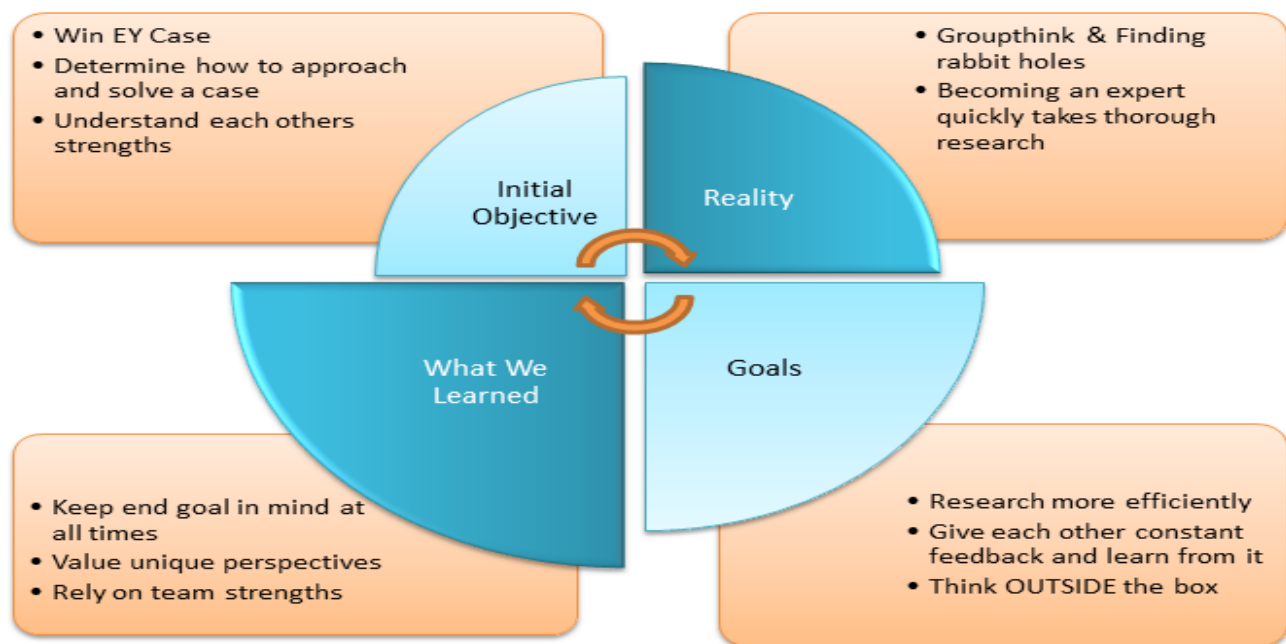 • Win EY Case
• Determine how to approach
and solve a case
• Understand each others
strengths
• Groupthink & Finding
rabbit holes
• Becoming an expert
quickly takes thorough
research
Initial
Objective
Reality
What We
Learned
Goals
• Keep end goal in mind at
all times
• Value unique perspectives
• Rely on team strengths
• Research more efficiently
• Give each other constant
feedback and learn from it
• Think OUTSIDE the box